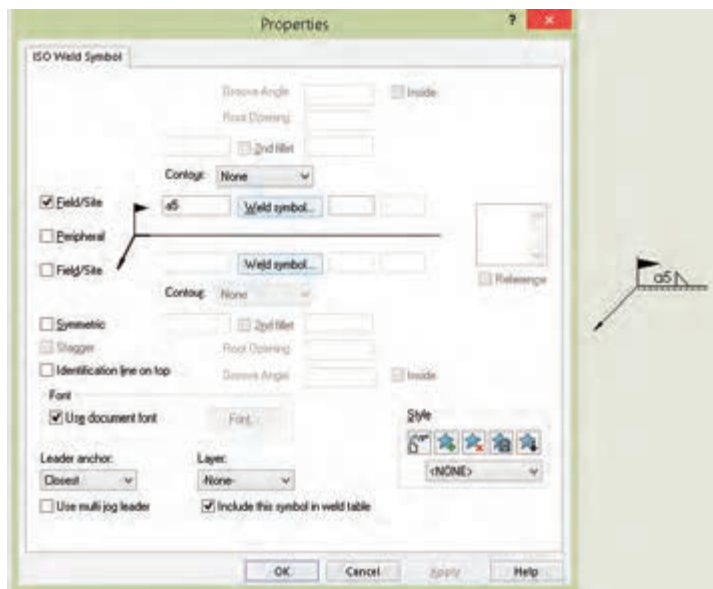 Properties ?
ISO Weld Symbol
Groove Angle Inside
Root Opening
2nd fillet
Contour: None
Field/Site a5 Weld symbol...
Peripheral
Field/Site Weld symbol...
Reference
Contour: None
Symmetric 2nd fillet
Stagger Root Opening
Identification line on top Groove Angle Inside
Font
Use document font Font...
Style
Leader anchor: Layer:
Closest -None- <NONE>
Use multi jog leader Include this symbol in weld table
OK Cancel Apply Help
a5